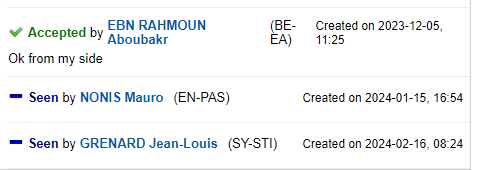 Accepted by EBN RAHMOUN Aboubakr (BE-EA) Created on 2023-12-05, 11:25
Ok from my side
Seen by NONIS Mauro (EN-PAS) Created on 2024-01-15, 16:54
Seen by GRENARD Jean-Louis (SY-STI) Created on 2024-02-16, 08:24